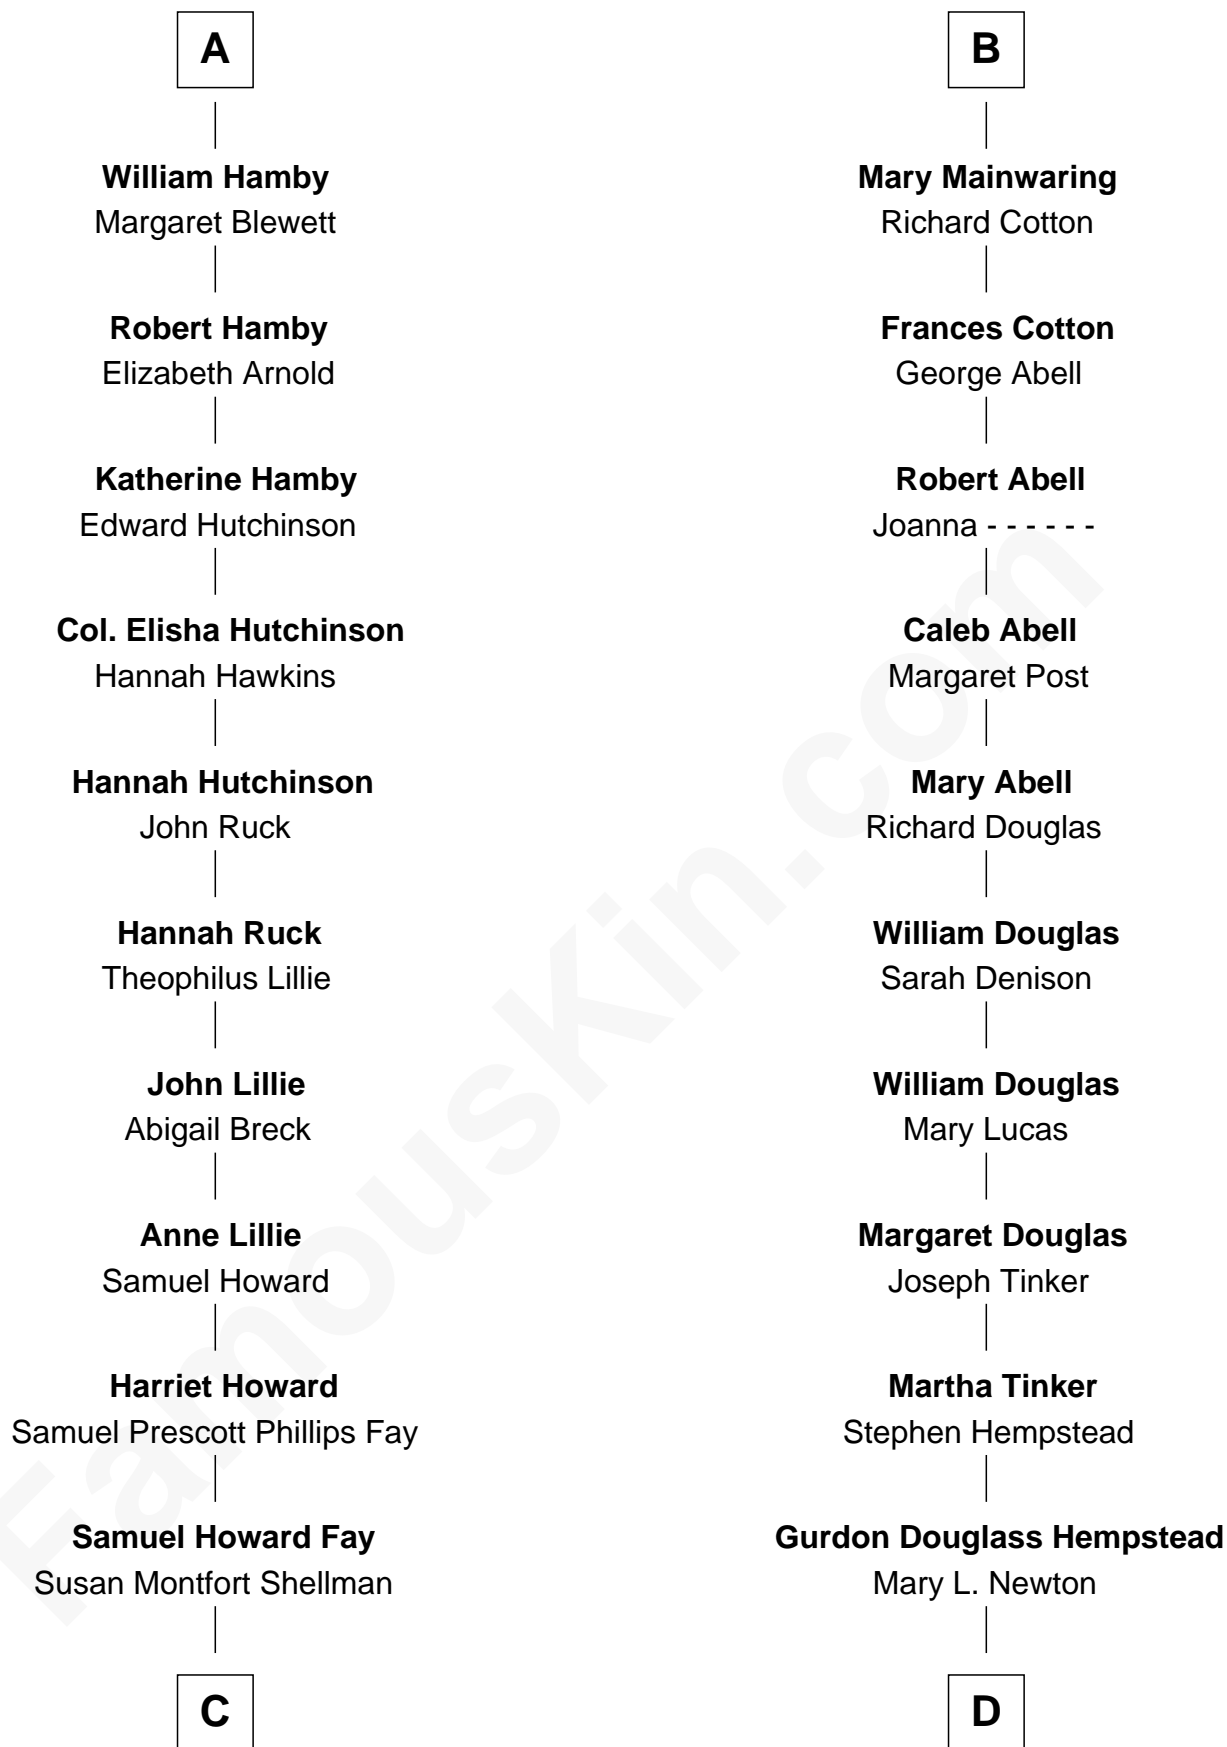 A
William Hamby
Margaret Blewett
Robert Hamby
Elizabeth Arnold
Katherine Hamby
Edward Hutchinson
Col. Elisha Hutchinson
Hannah Hawkins
Hannah Hutchinson
John Ruck
Hannah Ruck
Theophilus Lillie
John Lillie
Abigail Breck
Anne Lillie
Samuel Howard
Harriet Howard
Samuel Prescott Phillips Fay
Samuel Howard Fay
Susan Montfort Shellman
C
B
Mary Mainwaring
Richard Cotton
Frances Cotton
George Abell
Robert Abell
Joanna - - - - - -
Caleb Abell
Margaret Post
Mary Abell
Richard Douglas
William Douglas
Sarah Denison
William Douglas
Mary Lucas
Margaret Douglas
Joseph Tinker
Martha Tinker
Stephen Hempstead
Gurdon Douglass Hempstead
Mary L. Newton
D
FamousKin.com